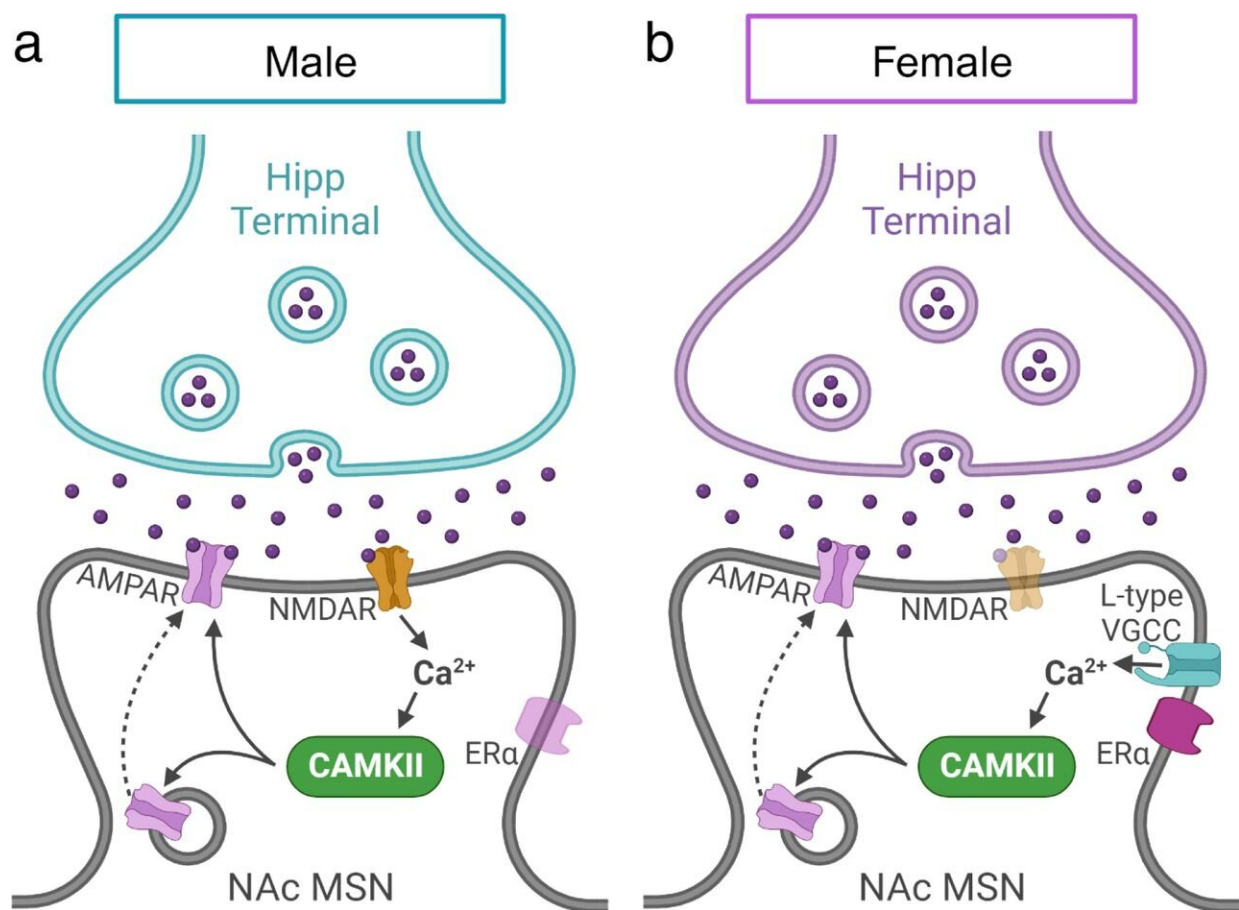 a
Male
Hipp
Terminal
AMPAR
NMDAR
Ca²⁺
CAMKII
ERα
NAc MSN
b
Female
Hipp
Terminal
AMPAR
NMDAR
L-type
VGCC
Ca²⁺
CAMKII
ERα
NAc MSN